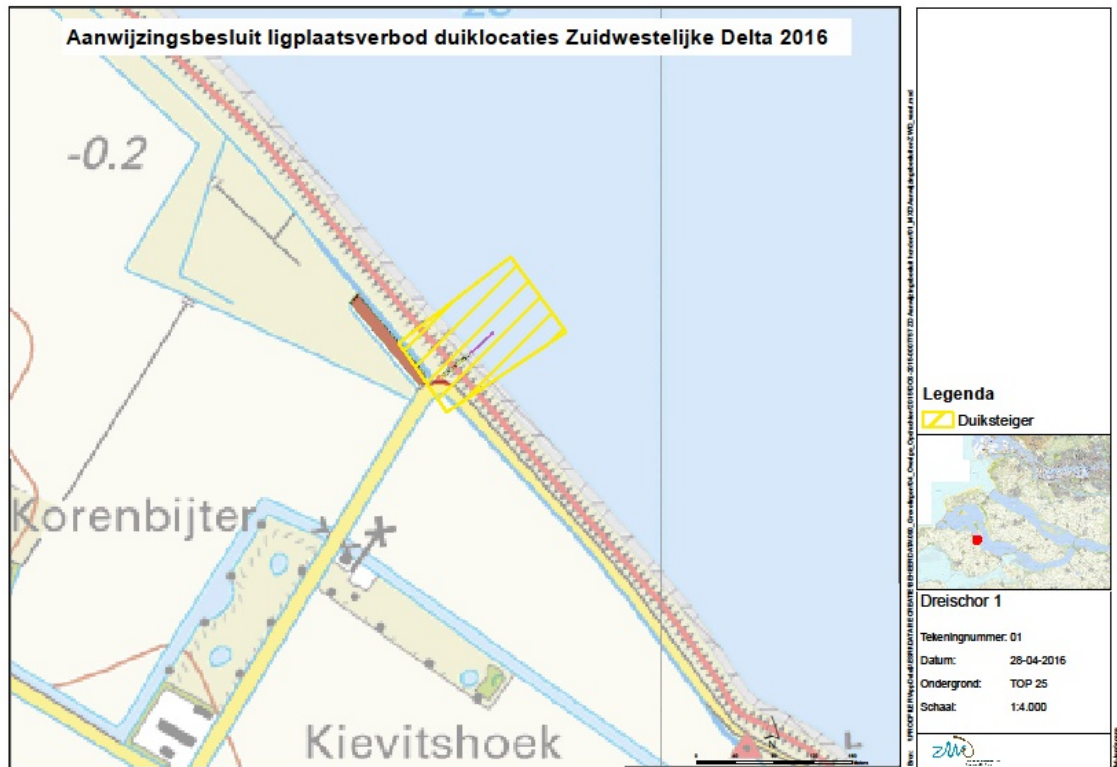 Aanwijzingsbesluit ligplaatsverbod duiklocaties Zuidwestelijke Delta 2016
-0.2
Korenbijter
Kievitshoek
N
Legenda
Duiksteiger
Dreischor 1
Tekeningnummer: 01
Datum: 28-04-2016
Ondergrond: TOP 25
Schaal: 1:4.000